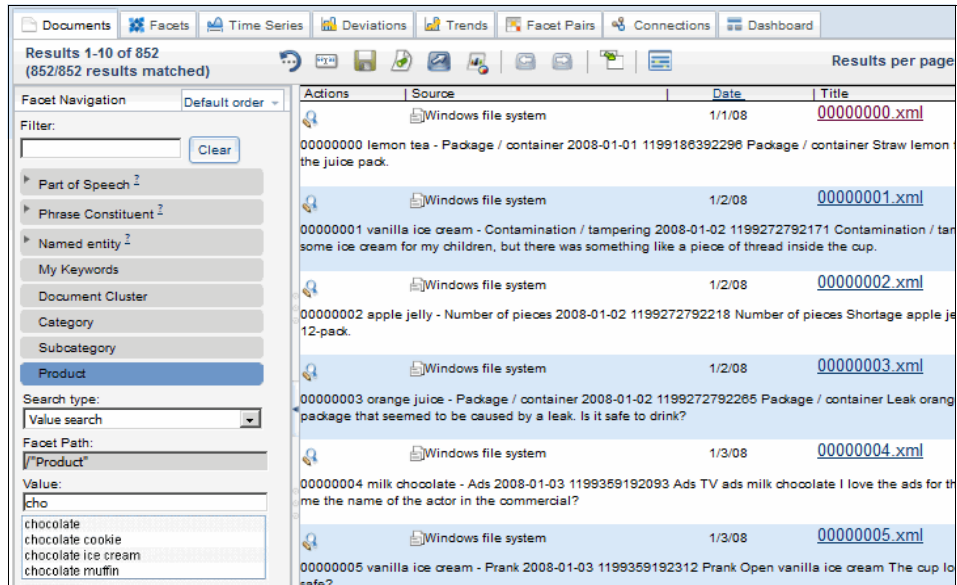 Documents Facets Time Series Deviations Trends Facet Pairs Connections Dashboard
Results 1-10 of 852
(852/852 results matched)
Results per page
Facet Navigation Default order
Filter:
Clear
Part of Speech ?
Phrase Constituent ?
Named entity ?
My Keywords
Document Cluster
Category
Subcategory
Product
Search type:
Value search
Facet Path:
/"Product"
Value:
cho
chocolate
chocolate cookie
chocolate ice cream
chocolate muffin
Actions Source Date Title
Windows file system 1/1/08 00000000.xml
00000000 lemon tea - Package / container 2008-01-01 1199186392296 Package / container Straw lemon
the juice pack.
Windows file system 1/2/08 00000001.xml
00000001 vanilla ice cream - Contamination / tampering 2008-01-02 1199272792171 Contamination / tam
some ice cream for my children, but there was something like a piece of thread inside the cup.
Windows file system 1/2/08 00000002.xml
00000002 apple jelly - Number of pieces 2008-01-02 1199272792218 Number of pieces Shortage apple je
12-pack.
Windows file system 1/2/08 00000003.xml
00000003 orange juice - Package / container 2008-01-02 1199272792265 Package / container Leak orang
package that seemed to be caused by a leak. Is it safe to drink?
Windows file system 1/3/08 00000004.xml
00000004 milk chocolate - Ads 2008-01-03 1199359192093 Ads TV ads milk chocolate I love the ads for th
me the name of the actor in the commercial?
Windows file system 1/3/08 00000005.xml
00000005 vanilla ice cream - Prank 2008-01-03 1199359192312 Prank Open vanilla ice cream The cup lo
safe?